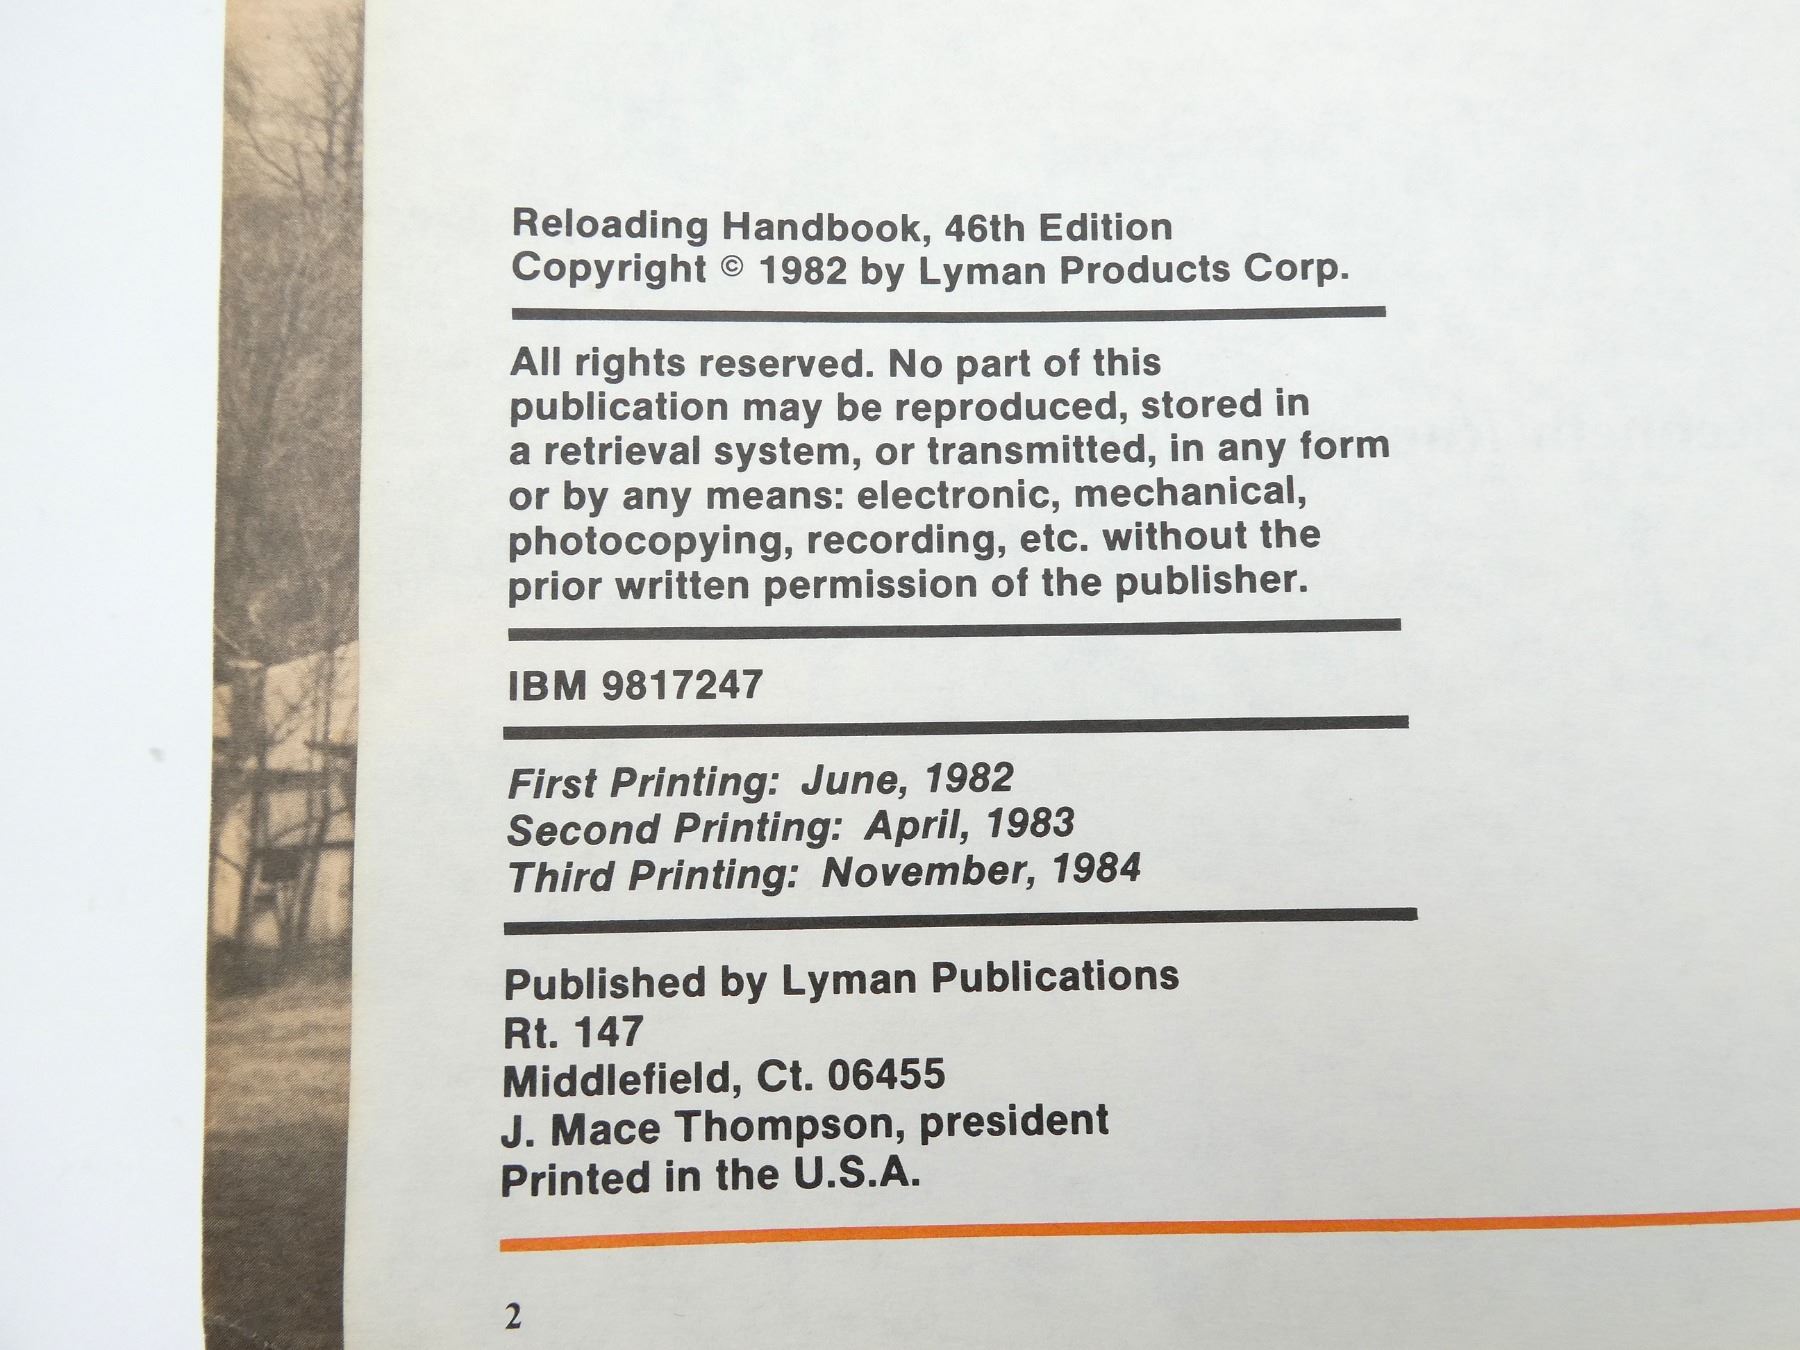 Reloading Handbook, 46th Edition
Copyright © 1982 by Lyman Products Corp.
All rights reserved. No part of this
publication may be reproduced, stored in
a retrieval system, or transmitted, in any form
or by any means: electronic, mechanical,
photocopying, recording, etc. without the
prior written permission of the publisher.
IBM 9817247
First Printing: June, 1982
Second Printing: April, 1983
Third Printing: November, 1984
Published by Lyman Publications
Rt. 147
Middlefield, Ct. 06455
J. Mace Thompson, president
Printed in the U.S.A.
2